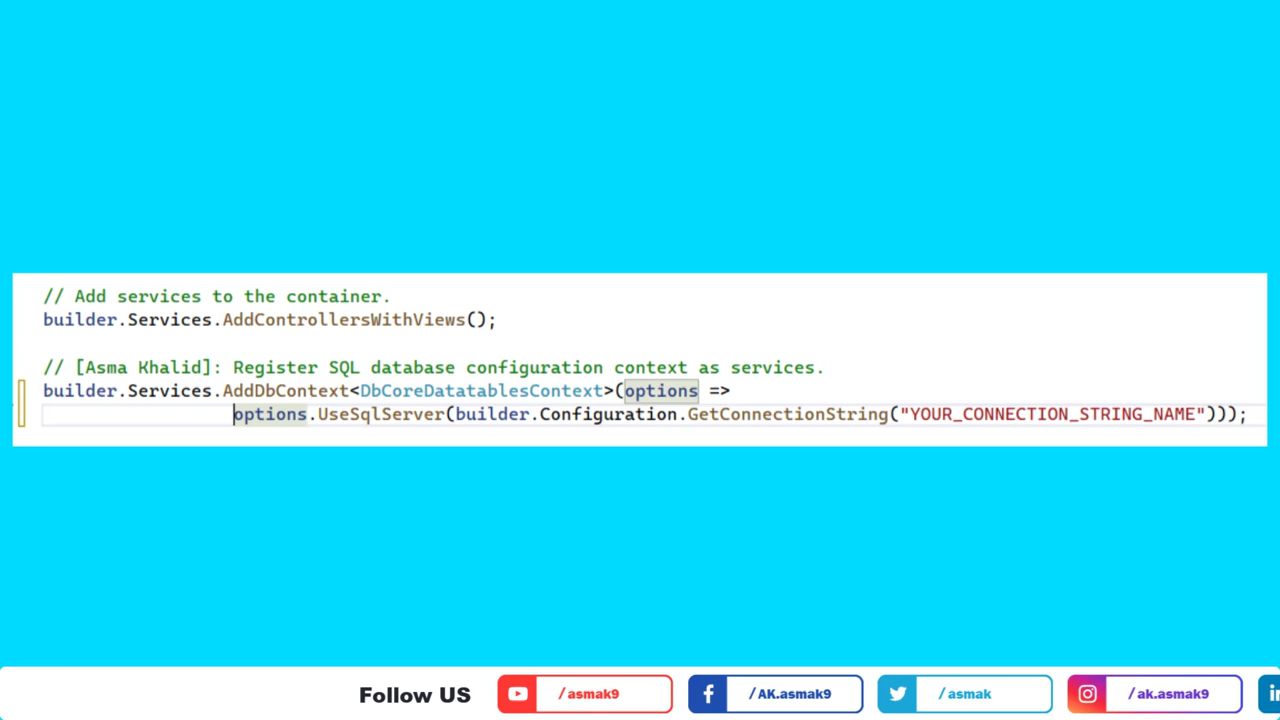 // Add services to the container.
builder.Services.AddControllersWithViews();
// [Asma Khalid]: Register SQL database configuration context as services.
builder.Services.AddDbContext<DbCoreDatatablesContext>(options =>
options.UseSqlServer(builder.Configuration.GetConnectionString("YOUR_CONNECTION_STRING_NAME")));
Follow US /asmak9 /AK.asmak9 /asmak /ak.asmak9 in